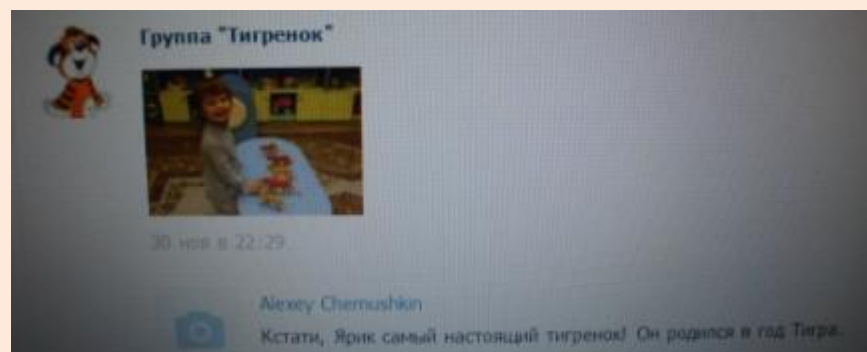 Группа "Тигренок"
30 ноя в 22:29
Alexey Chernushkin
Кстати, Ярик самый настоящий тигренок! Он родился в год Тигра.